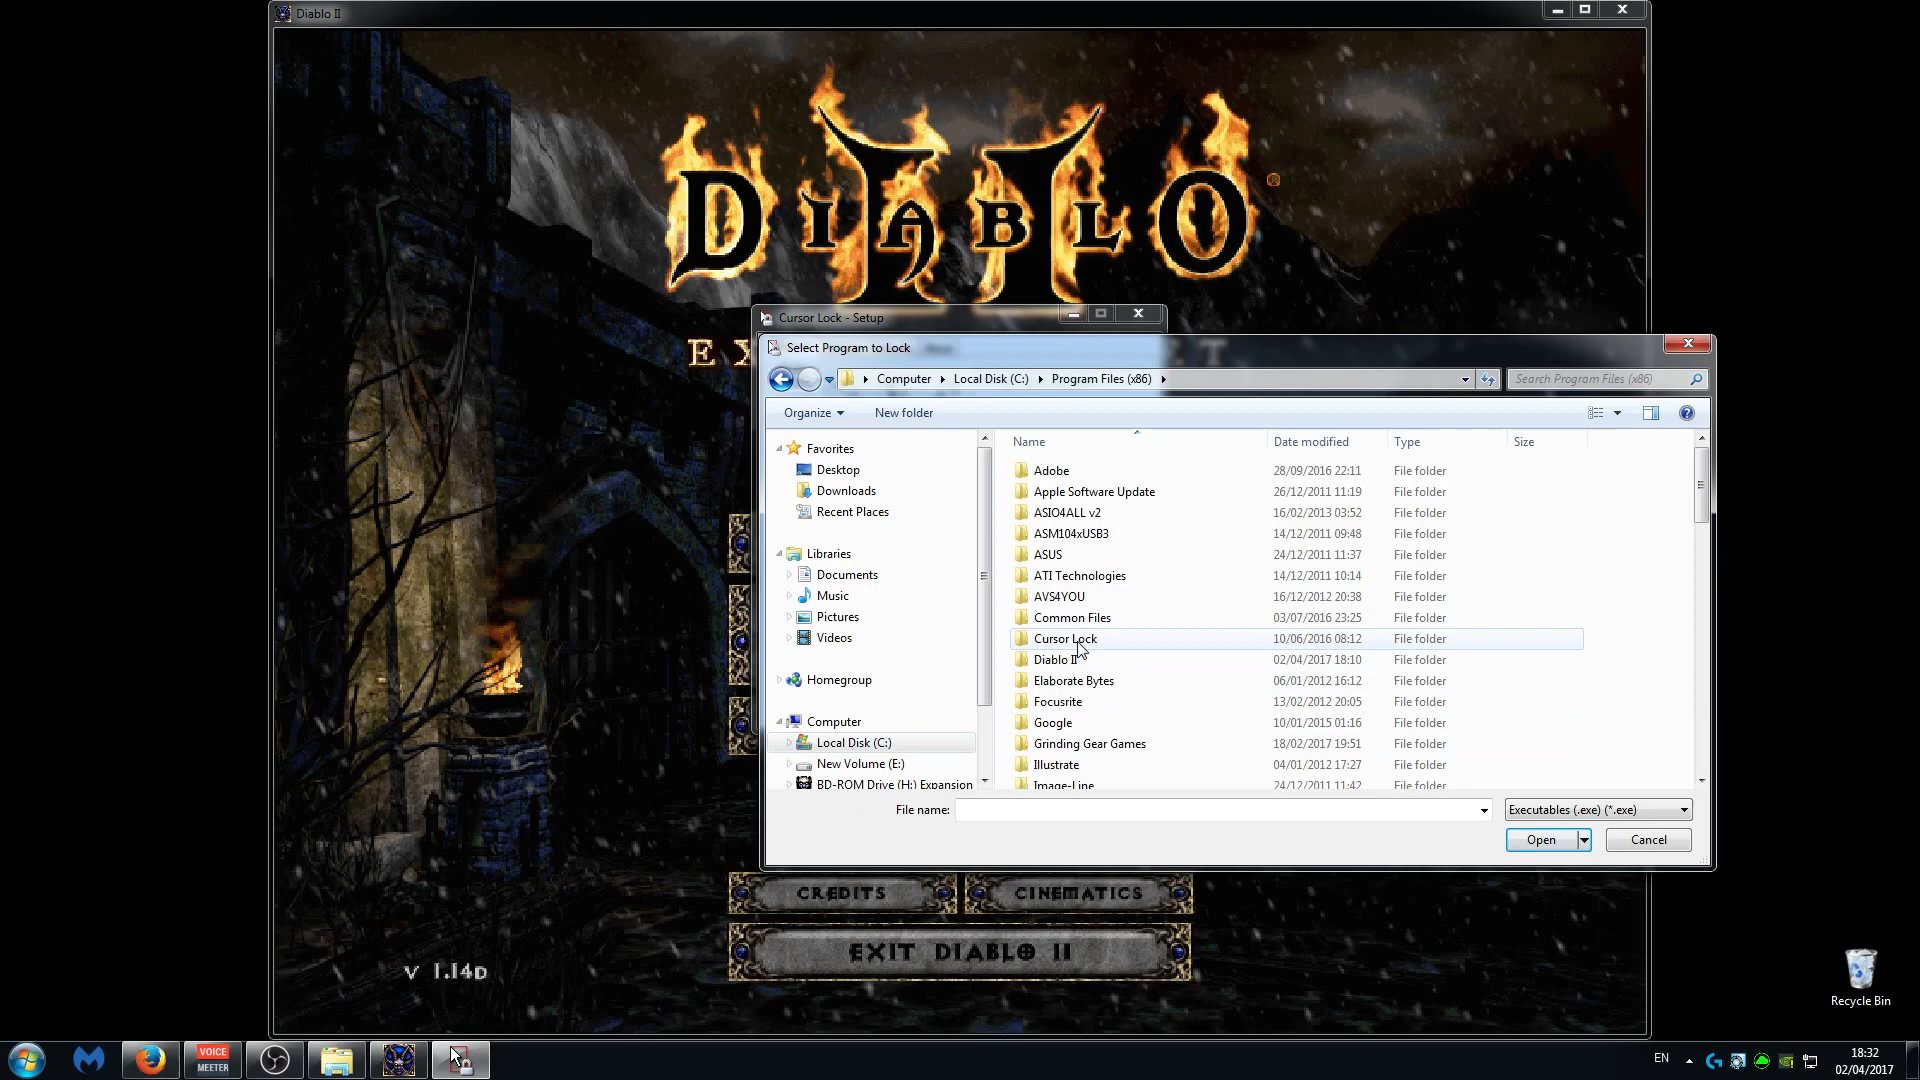 Diablo II
DIABLO II
Cursor Lock - Setup
Select Program to Lock
Computer
Local Disk (C:)
Program Files (x86)
Search Program Files (x86)
Organize
New folder
Name
Date modified
Type
Size
Favorites
Desktop
Downloads
Recent Places
Libraries
Documents
Music
Pictures
Videos
Homegroup
Computer
Local Disk (C:)
New Volume (E:)
BD-ROM Drive (H:) Expansion
Adobe 28/09/2016 22:11 File folder
Apple Software Update 26/12/2011 11:19 File folder
ASIO4ALL v2 16/02/2013 03:52 File folder
ASM104xUSB3 14/12/2011 09:48 File folder
ASUS 24/12/2011 11:37 File folder
ATI Technologies 14/12/2011 10:14 File folder
AVS4YOU 16/12/2012 20:38 File folder
Common Files 03/07/2016 23:25 File folder
Cursor Lock 10/06/2016 08:12 File folder
Diablo II 02/04/2017 18:10 File folder
Elaborate Bytes 06/01/2012 16:12 File folder
Focusrite 13/02/2012 20:05 File folder
Google 10/01/2015 01:16 File folder
Grinding Gear Games 18/02/2017 19:51 File folder
Illustrate 04/01/2012 17:27 File folder
Image-Line 24/12/2011 11:42 File folder
File name:
Executables (.exe) (*.exe)
Open
Cancel
CREDITS
CINEMATICS
EXIT DIABLO II
v 1.14D
Recycle Bin
VOICE
MEETER
EN
18:32
02/04/2017